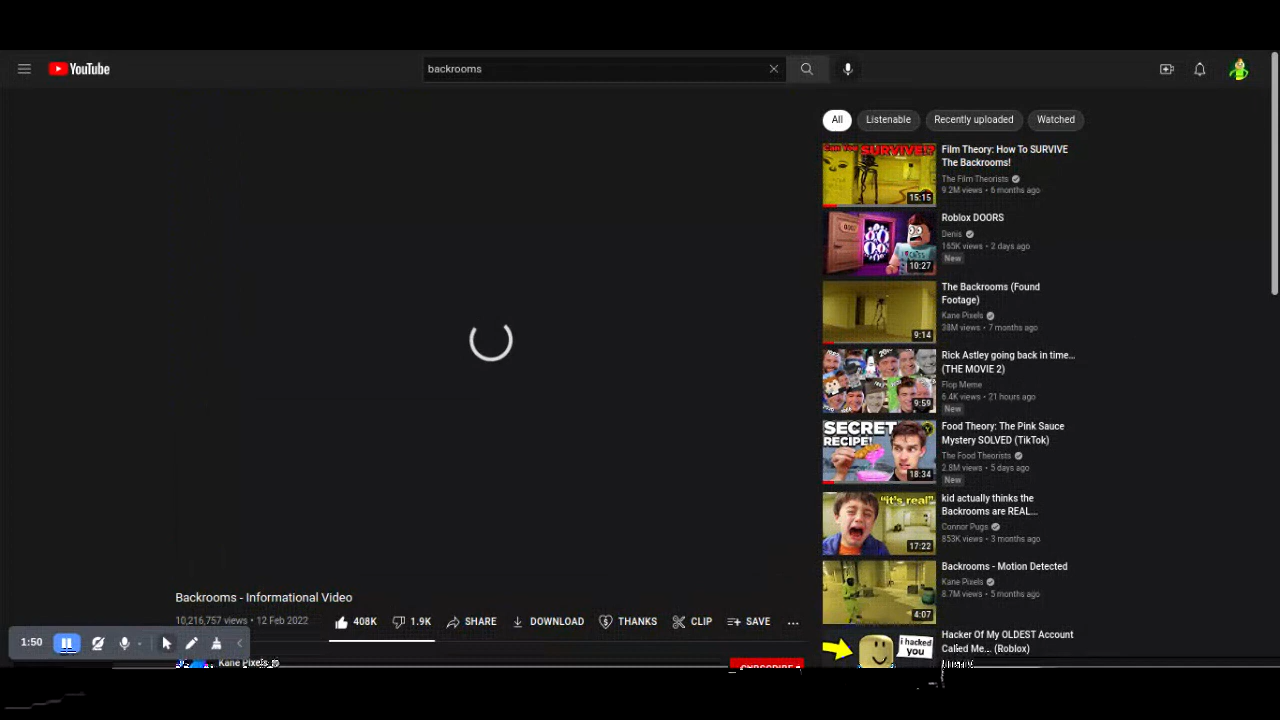 YouTube
backrooms
All
Listenable
Recently uploaded
Watched
Can You SURVIVE!?
15:15
Film Theory: How To SURVIVE
The Backrooms!
The Film Theorists
9.2M views • 6 months ago
10:27
Roblox DOORS
Denis
165K views • 2 days ago
New
9:14
The Backrooms (Found
Footage)
Kane Pixels
38M views • 7 months ago
9:59
Rick Astley going back in time...
(THE MOVIE 2)
Flop Meme
6.4K views • 21 hours ago
New
SECRET
RECIPE!
18:34
Food Theory: The Pink Sauce
Mystery SOLVED (TikTok)
The Food Theorists
2.8M views • 5 days ago
New
"it's real"
17:22
kid actually thinks the
Backrooms are REAL...
Connor Pugs
853K views • 3 months ago
4:07
Backrooms - Motion Detected
Kane Pixels
8.7M views • 5 months ago
i hacked
you
Hacker Of My OLDEST Account
Called Me... (Roblox)
Backrooms - Informational Video
10,216,757 views • 12 Feb 2022
408K
1.9K
SHARE
DOWNLOAD
THANKS
CLIP
SAVE
1:50
Kane Pixels
SUBSCRIBE